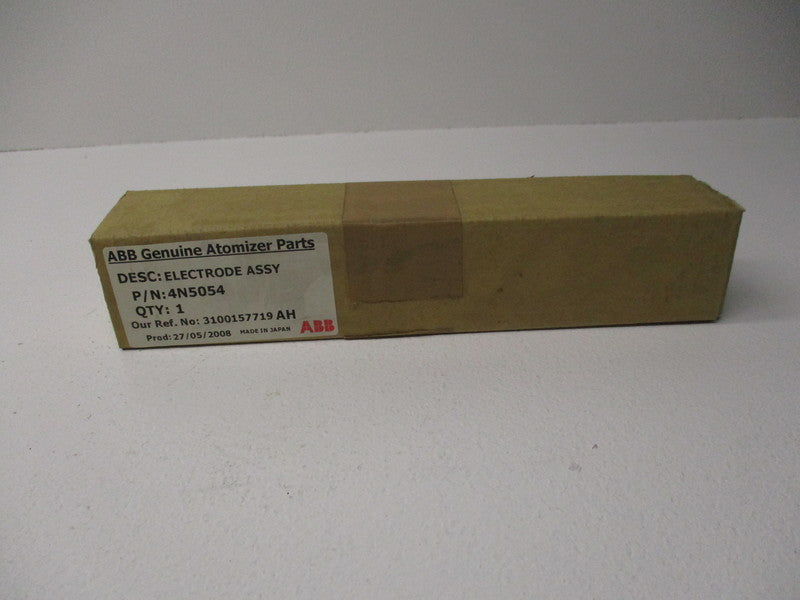 ABB Genuine Atomizer Parts
DESC: ELECTRODE ASSY
P/N: 4N5054
QTY: 1
Our Ref. No: 3100157719 AH
Prod: 27/05/2008 MADE IN JAPAN ABB